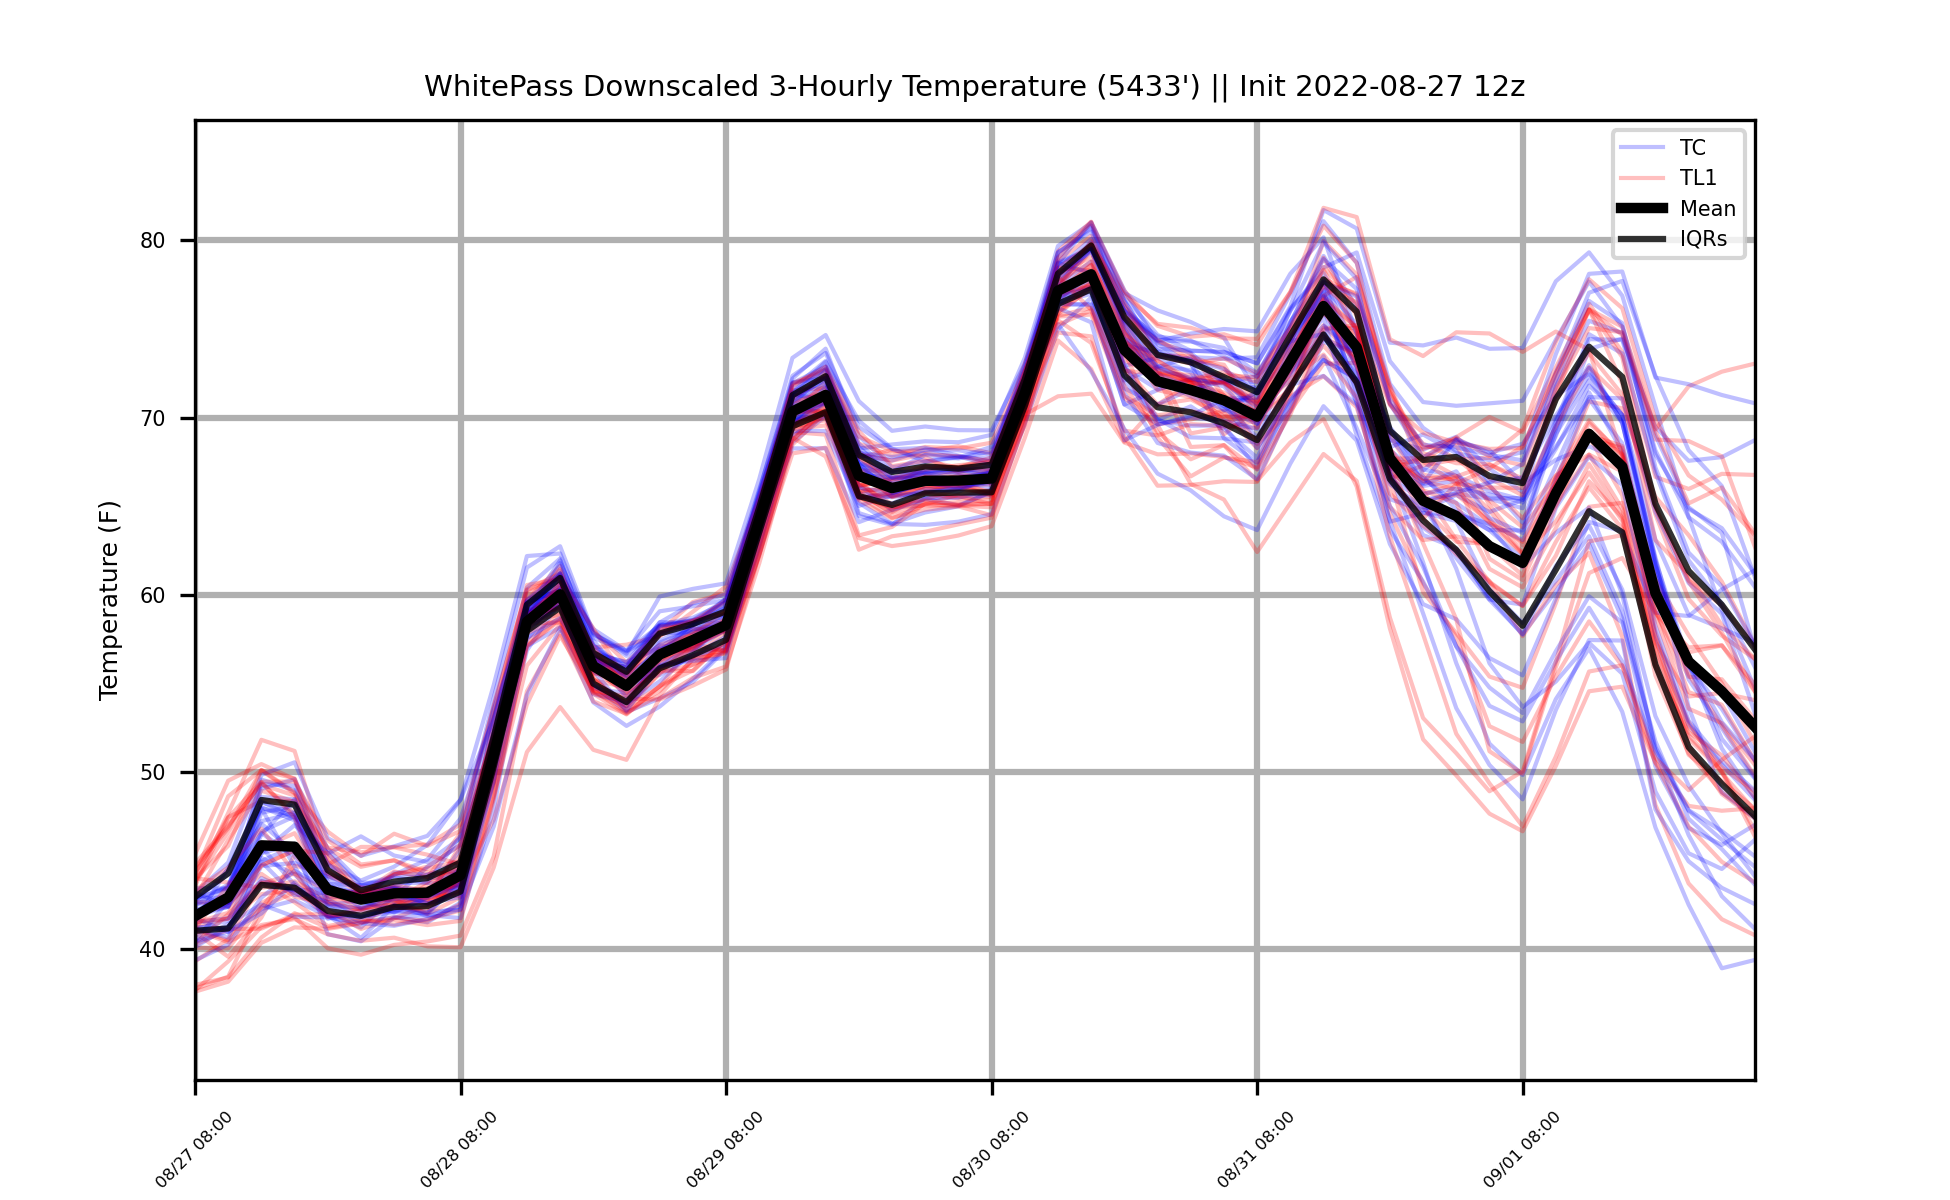 WhitePass Downscaled 3-Hourly Temperature (5433') || Init 2022-08-27 12z
TC
TL1
Mean
IQRs
Temperature (F)
80
70
60
50
40
08/27 08:00
08/28 08:00
08/29 08:00
08/30 08:00
08/31 08:00
09/01 08:00